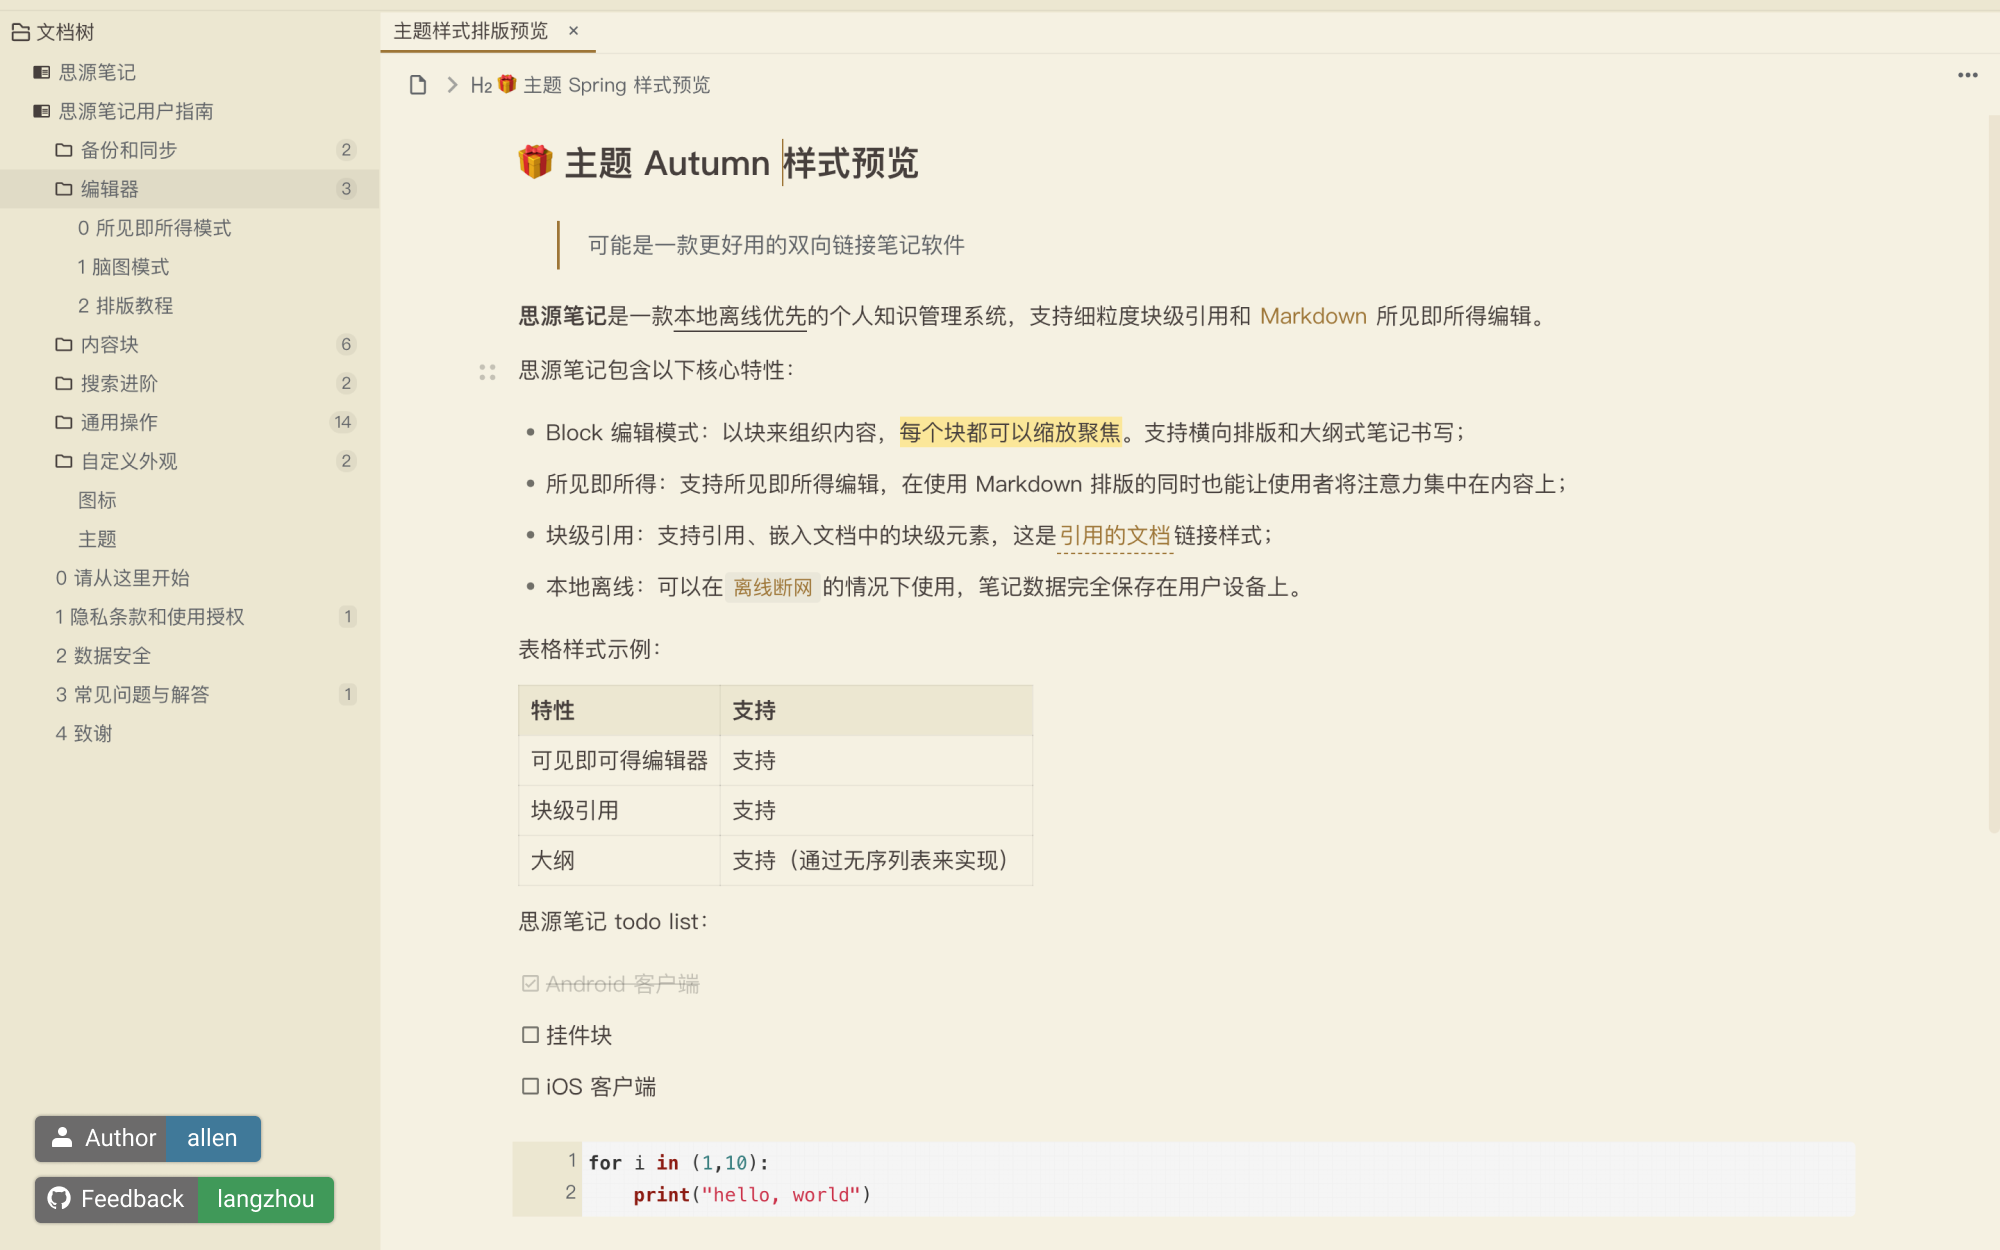 文档树
思源笔记
思源笔记用户指南
备份和同步 2
编辑器 3
0 所见即所得模式
1 脑图模式
2 排版教程
内容块 6
搜索进阶 2
通用操作 14
自定义外观 2
图标
主题
0 请从这里开始
1 隐私条款和使用授权 1
2 数据安全
3 常见问题与解答 1
4 致谢
Author allen
Feedback langzhou
主题样式排版预览 ×
H2 🎁 主题 Spring 样式预览
🎁 主题 Autumn 样式预览
可能是一款更好用的双向链接笔记软件
思源笔记是一款本地离线优先的个人知识管理系统，支持细粒度块级引用和 Markdown 所见即所得编辑。
思源笔记包含以下核心特性：
• Block 编辑模式：以块来组织内容，每个块都可以缩放聚焦。支持横向排版和大纲式笔记书写；
• 所见即所得：支持所见即所得编辑，在使用 Markdown 排版的同时也能让使用者将注意力集中在内容上；
• 块级引用：支持引用、嵌入文档中的块级元素，这是引用的文档链接样式；
• 本地离线：可以在 离线断网 的情况下使用，笔记数据完全保存在用户设备上。
表格样式示例：
特性 支持
可见即可得编辑器 支持
块级引用 支持
大纲 支持（通过无序列表来实现）
思源笔记 todo list：
Android 客户端
挂件块
iOS 客户端
1 for i in (1,10):
2 print("hello, world")